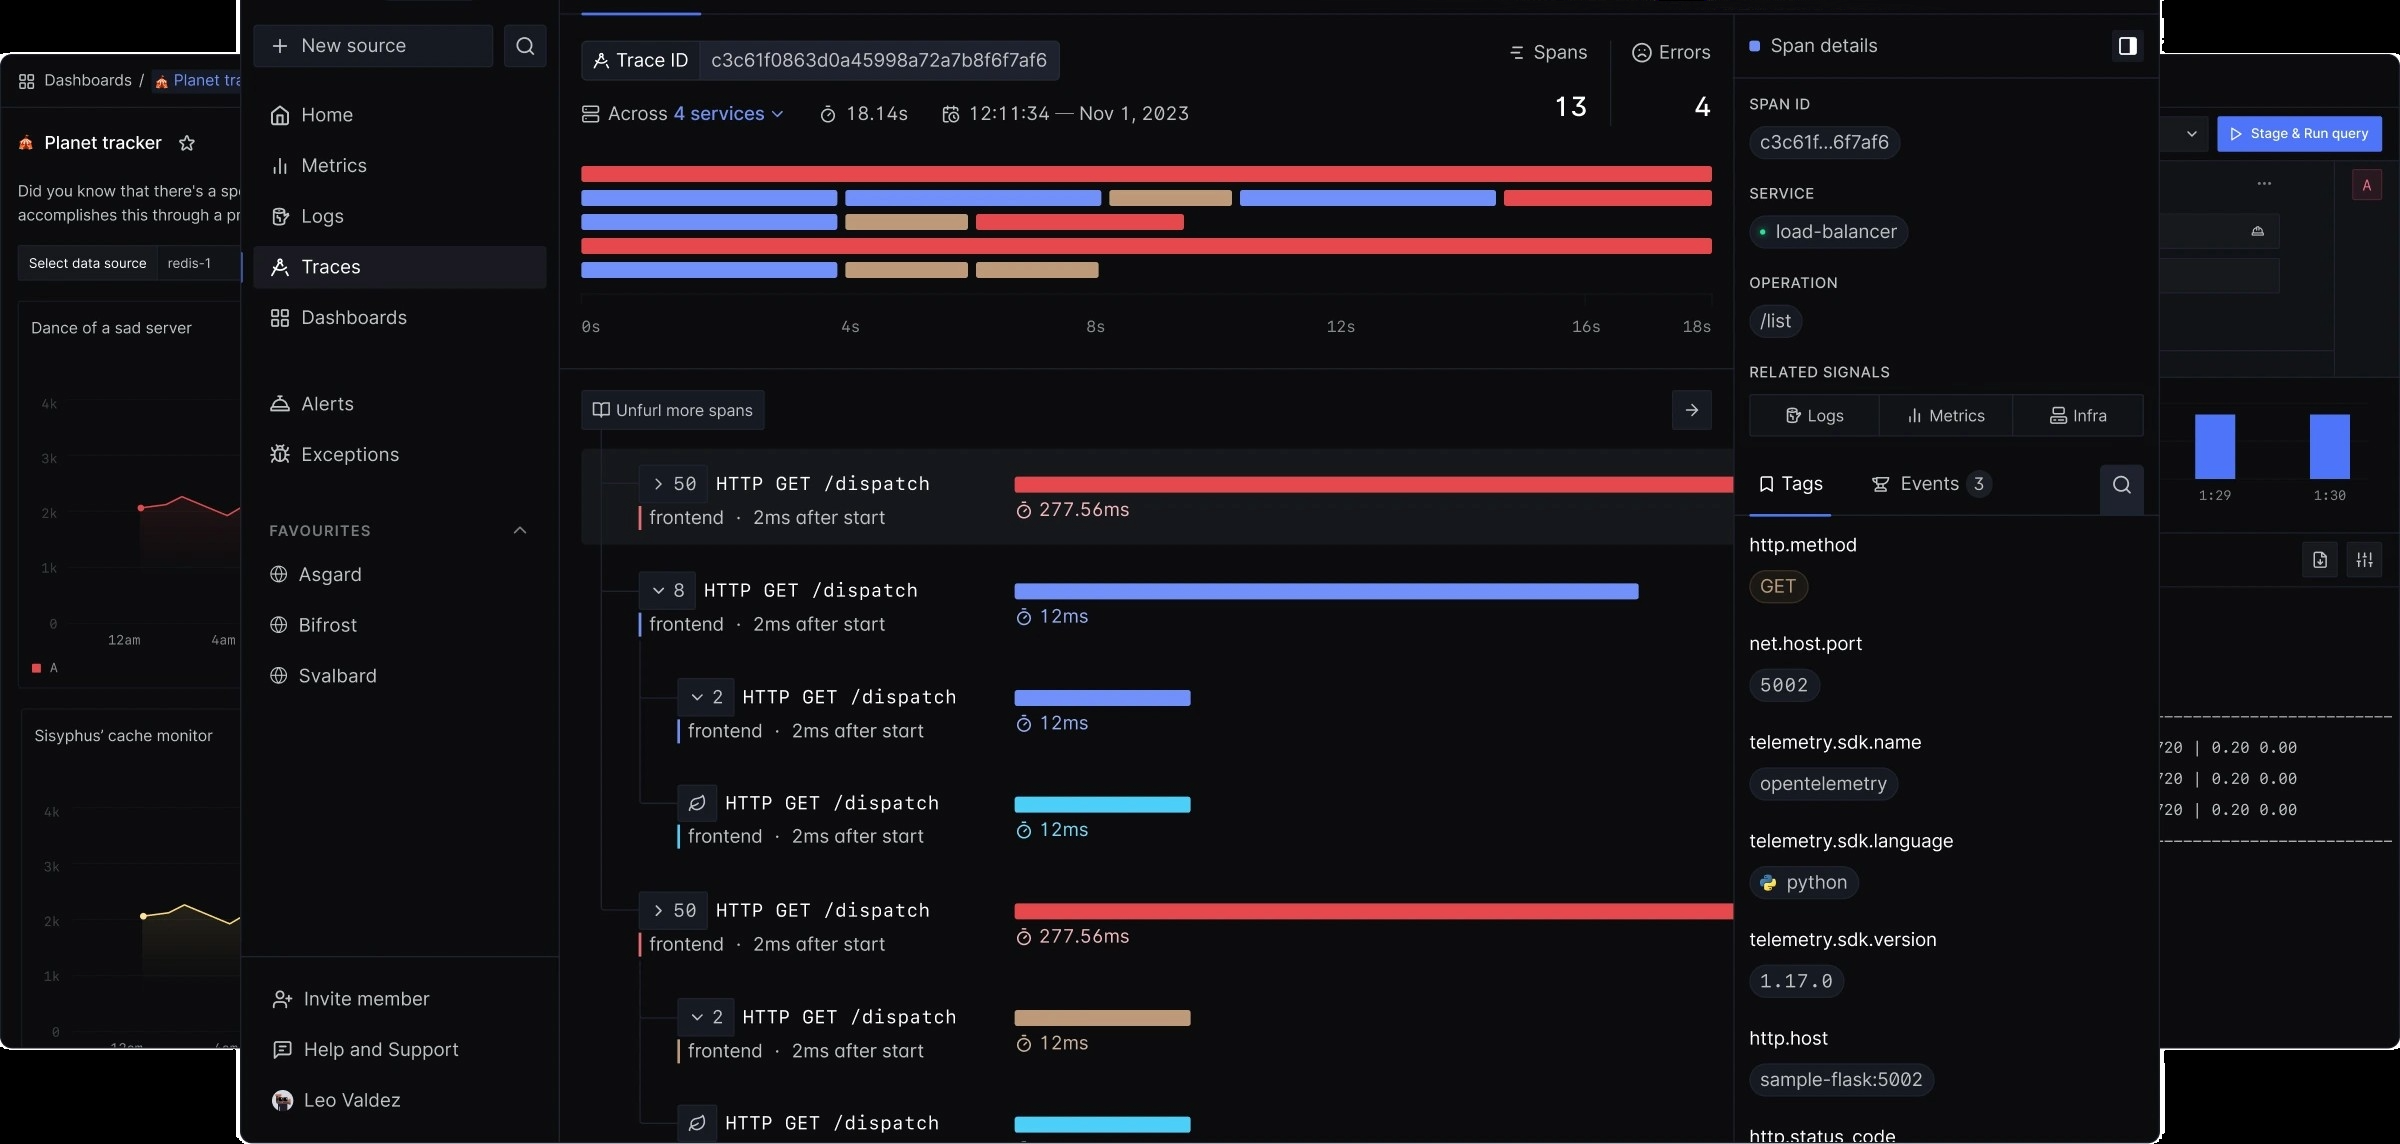 Dashboards / Planet tra
Planet tracker
Did you know that there's a spe
accomplishes this through a pr
Select data source redis-1
Dance of a sad server
4k
3k
2k
1k
0
12am 4am
A
Sisyphus’ cache monitor
4k
3k
2k
1k
0
New source
Home
Metrics
Logs
Traces
Dashboards
Alerts
Exceptions
FAVOURITES
Asgard
Bifrost
Svalbard
Invite member
Help and Support
Leo Valdez
Trace ID c3c61f0863d0a45998a72a7b8f6f7af6
Across 4 services 18.14s 12:11:34 — Nov 1, 2023
Spans
13
Errors
4
0s 4s 8s 12s 16s 18s
Unfurl more spans
50 HTTP GET /dispatch
frontend · 2ms after start
277.56ms
8 HTTP GET /dispatch
frontend · 2ms after start
12ms
2 HTTP GET /dispatch
frontend · 2ms after start
12ms
HTTP GET /dispatch
frontend · 2ms after start
12ms
50 HTTP GET /dispatch
frontend · 2ms after start
277.56ms
2 HTTP GET /dispatch
frontend · 2ms after start
12ms
HTTP GET /dispatch
Span details
SPAN ID
c3c61f...6f7af6
SERVICE
load-balancer
OPERATION
/list
RELATED SIGNALS
Logs Metrics Infra
Tags Events 3
http.method
GET
net.host.port
5002
telemetry.sdk.name
opentelemetry
telemetry.sdk.language
python
telemetry.sdk.version
1.17.0
http.host
sample-flask:5002
http.status_code
Stage & Run query
A
1:29 1:30
720 | 0.20 0.00
720 | 0.20 0.00
720 | 0.20 0.00